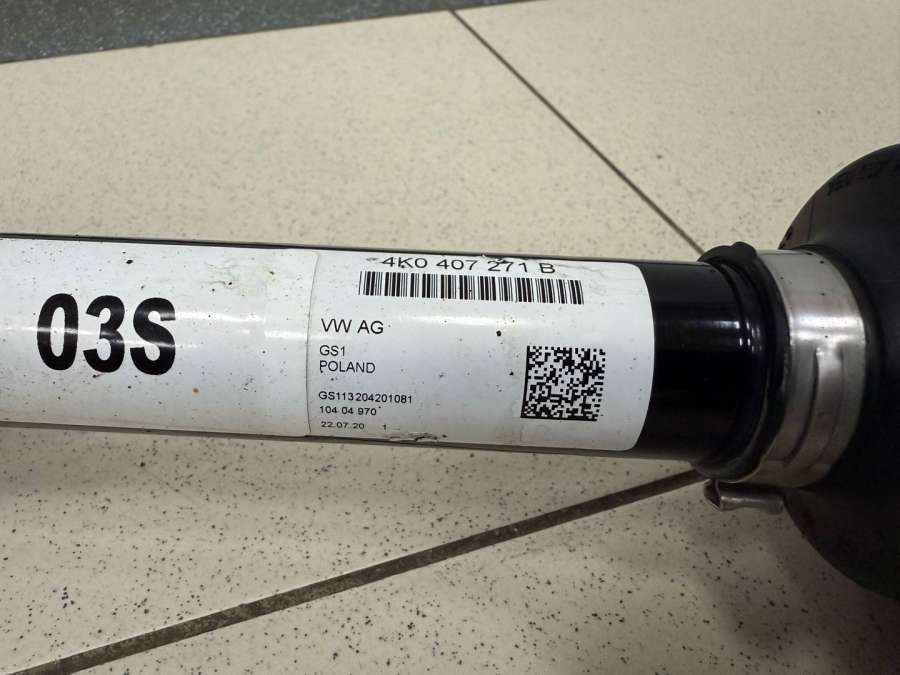 03S
4K0 407 271 B
VW AG
GS1
POLAND
GS113204201081
104 04 970
22.07.20 1